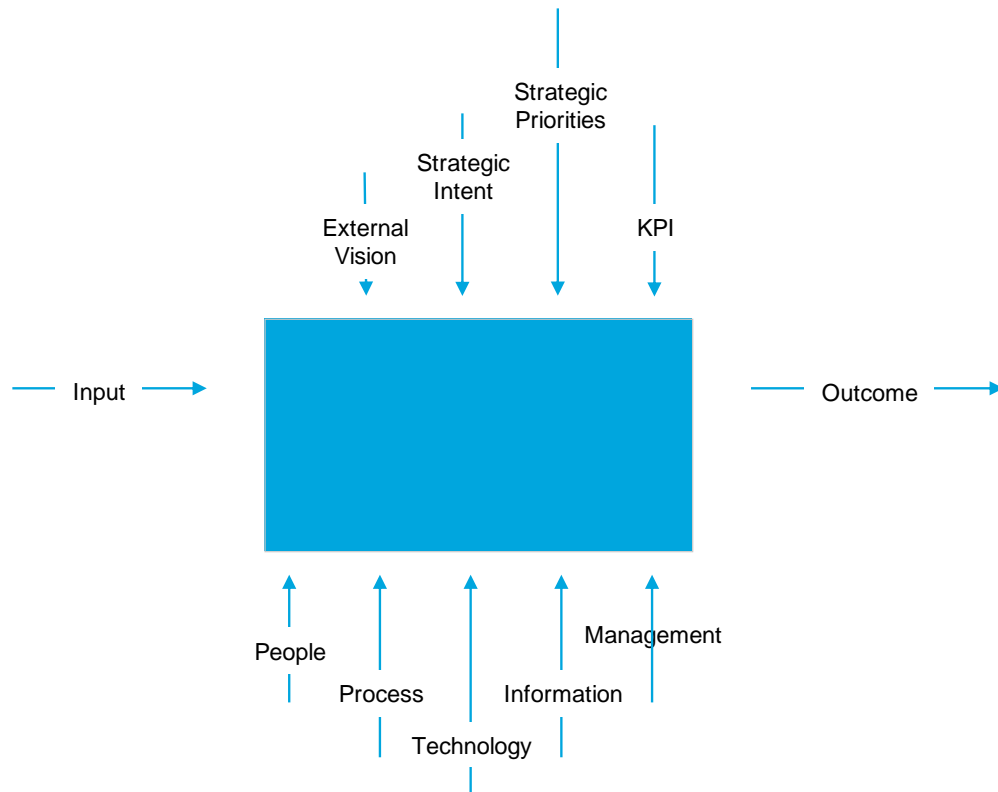 Strategic
Priorities
Strategic
Intent
External
Vision
KPI
Input
Outcome
Management
People
Process
Information
Technology